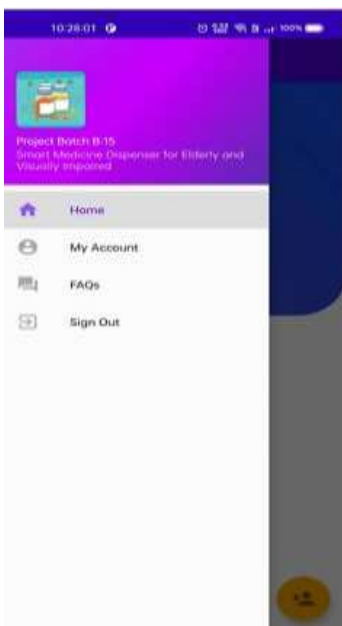 10:28:01
100%
Project Batch B-15
Smart Medicine Dispenser for Elderly and
Visually Impaired
Home
My Account
FAQs
Sign Out